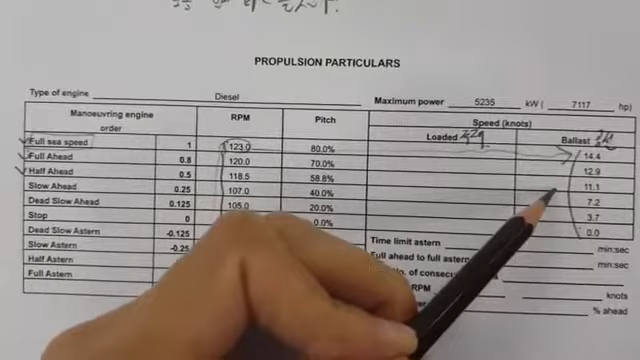 PROPULSION PARTICULARS
Type of engine Diesel Maximum power 5235 kW ( 7117 hp)
Manoeuvring engine order RPM Pitch Speed (knots)
Loaded Ballast
Full sea speed 1 123.0 80.0% 14.4
Full Ahead 0.8 120.0 70.0% 12.9
Half Ahead 0.5 118.5 58.8% 11.1
Slow Ahead 0.25 107.0 40.0% 7.2
Dead Slow Ahead 0.125 105.0 20.0% 3.7
Stop 0 0.0% 0.0
Dead Slow Astern -0.125 Time limit astern min:sec
Slow Astern -0.25 Full ahead to full astern min:sec
Half Astern of consecu
Full Astern RPM knots
% ahead